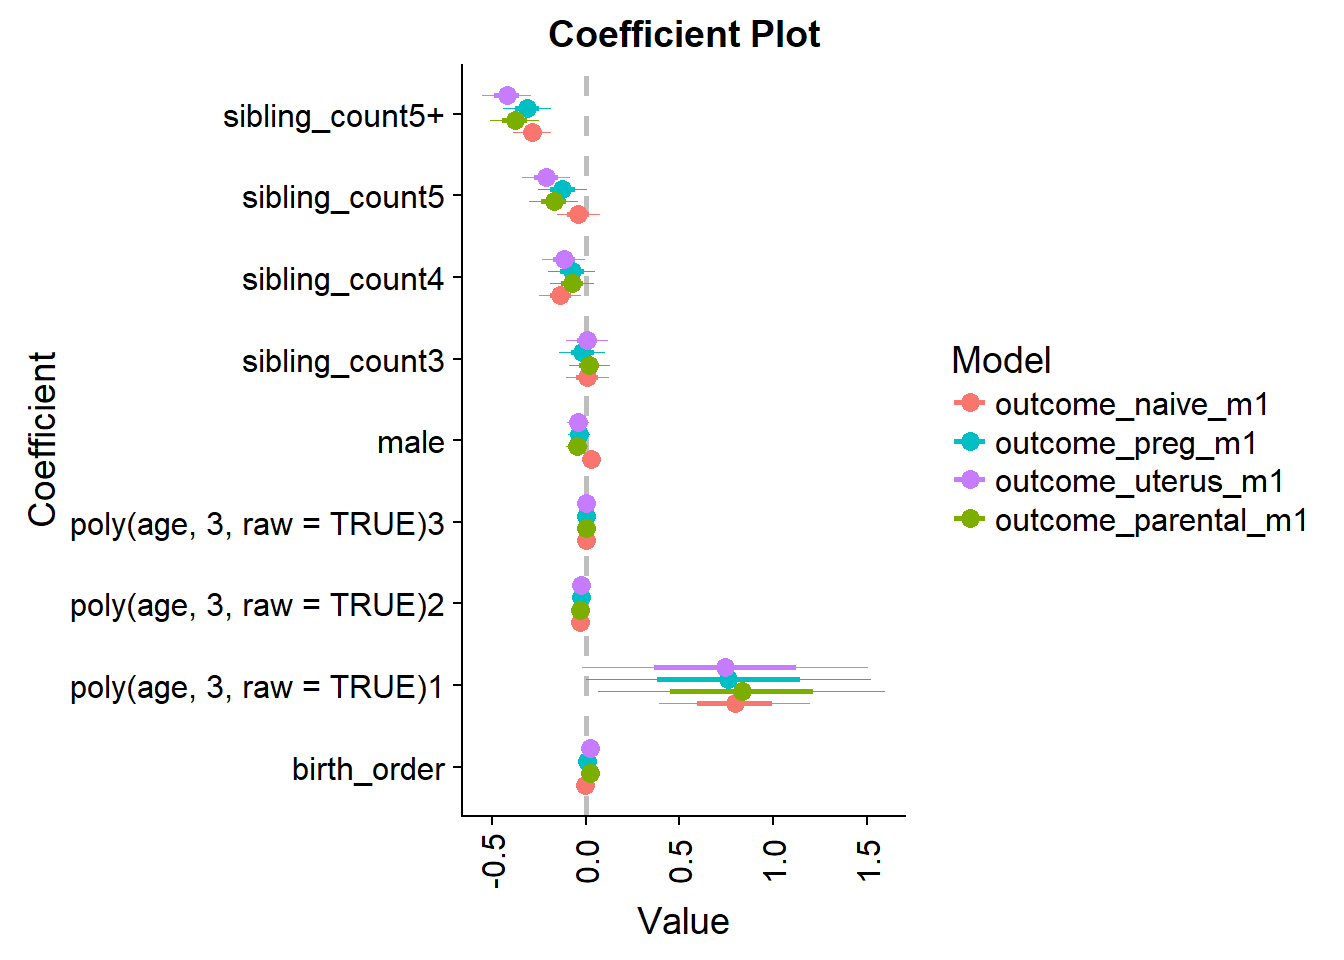 Coefficient Plot
Coefficient
sibling_count5+
sibling_count5
sibling_count4
sibling_count3
male
poly(age, 3, raw = TRUE)3
poly(age, 3, raw = TRUE)2
poly(age, 3, raw = TRUE)1
birth_order
-0.5
0.0
0.5
1.0
1.5
Value
Model
outcome_naive_m1
outcome_preg_m1
outcome_uterus_m1
outcome_parental_m1